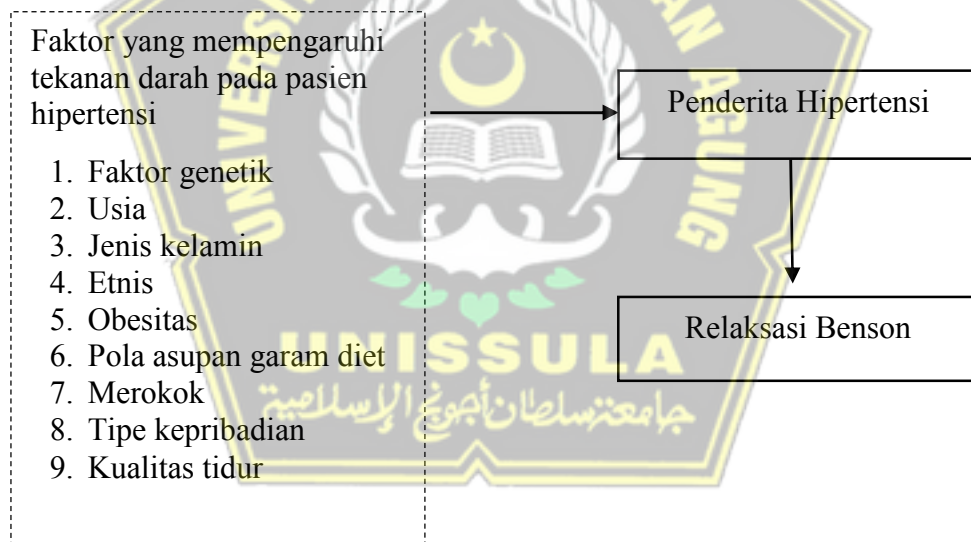 Faktor yang mempengaruhi
tekanan darah pada pasien
hipertensi
1. Faktor genetik
2. Usia
3. Jenis kelamin
4. Etnis
5. Obesitas
6. Pola asupan garam diet
7. Merokok
8. Tipe kepribadian
9. Kualitas tidur
Penderita Hipertensi
Relaksasi Benson
AGUNG
UNISSULA
جامعة سلطان أجونج الإسلامية